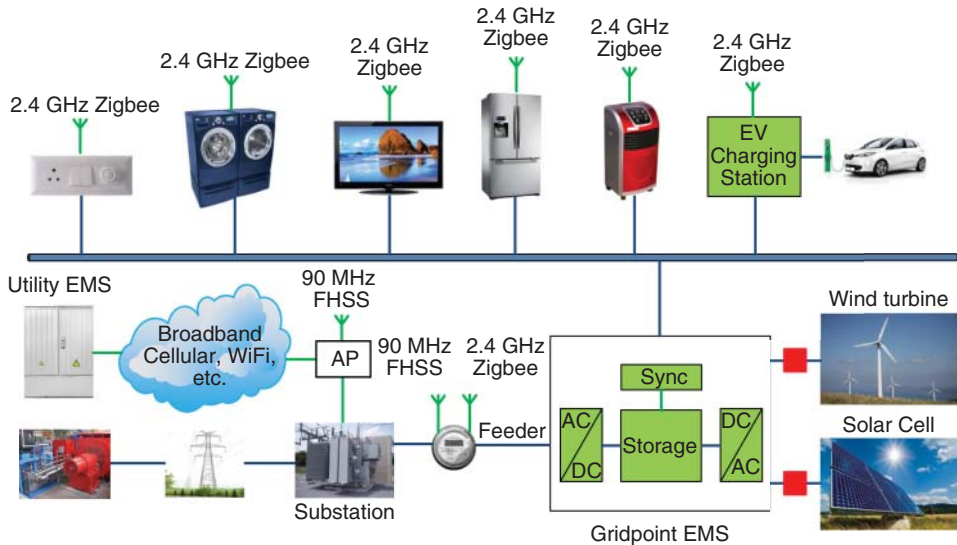 2.4 GHz Zigbee
2.4 GHz Zigbee
2.4 GHz
Zigbee
2.4 GHz
Zigbee
2.4 GHz
Zigbee
2.4 GHz
Zigbee
EV
Charging
Station
Utility EMS
90 MHz
FHSS
Broadband
Cellular, WiFi,
etc.
AP
90 MHz
FHSS
2.4 GHz
Zigbee
Wind turbine
Sync
Feeder
AC
DC
Storage
DC
AC
Solar Cell
Substation
Gridpoint EMS